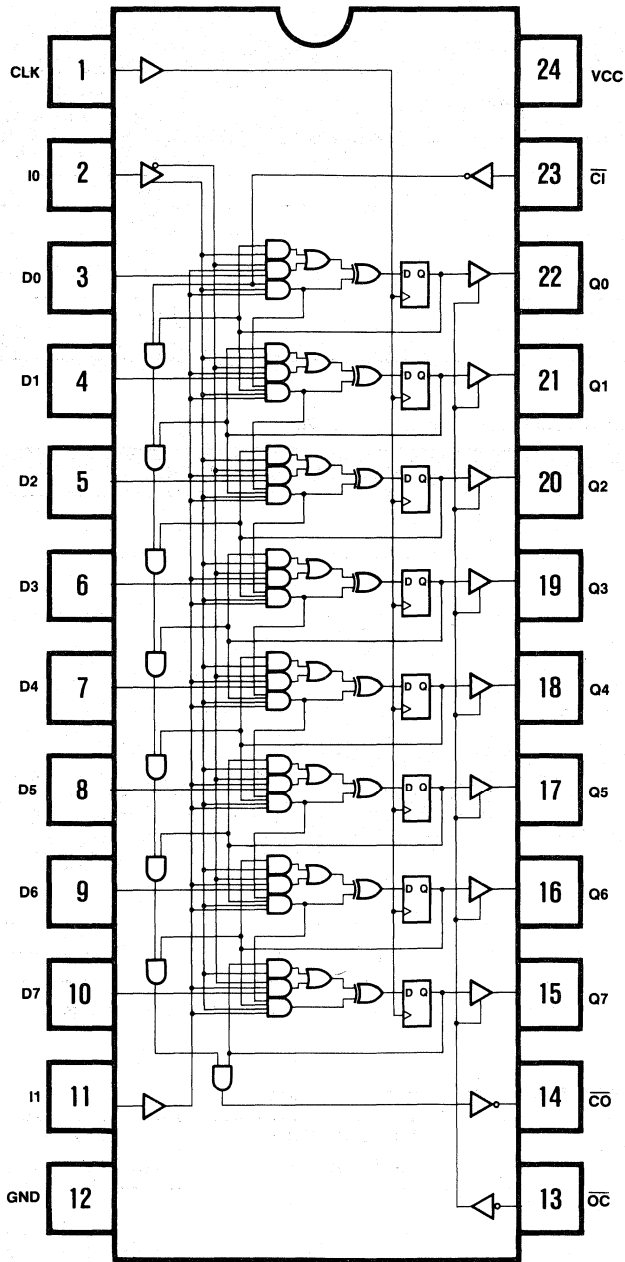 CLK 1 24 VCC
I0 2 23 CI
D0 3 D Q 22 Q0
D1 4 D Q 21 Q1
D2 5 D Q 20 Q2
D3 6 D Q 19 Q3
D4 7 D Q 18 Q4
D5 8 D Q 17 Q5
D6 9 D Q 16 Q6
D7 10 D Q 15 Q7
I1 11 14 CO
GND 12 13 OC